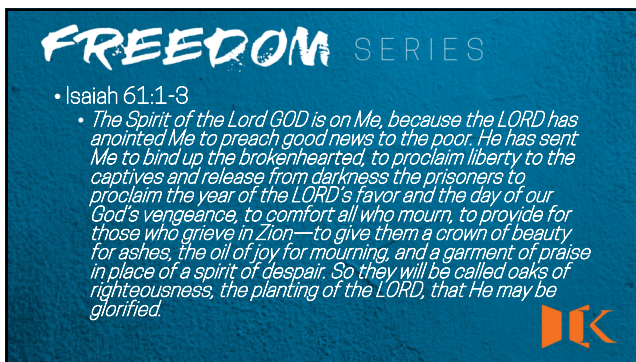 FREEDOM SERIES
• Isaiah 61:1-3
• The Spirit of the Lord GOD is on Me, because the LORD has
anointed Me to preach good news to the poor. He has sent
Me to bind up the brokenhearted, to proclaim liberty to the
captives and release from darkness the prisoners to
proclaim the year of the LORD's favor and the day of our
God's vengeance, to comfort all who mourn, to provide for
those who grieve in Zion—to give them a crown of beauty
for ashes, the oil of joy for mourning, and a garment of praise
in place of a spirit of despair. So they will be called oaks of
righteousness, the planting of the LORD, that He may be
glorified.